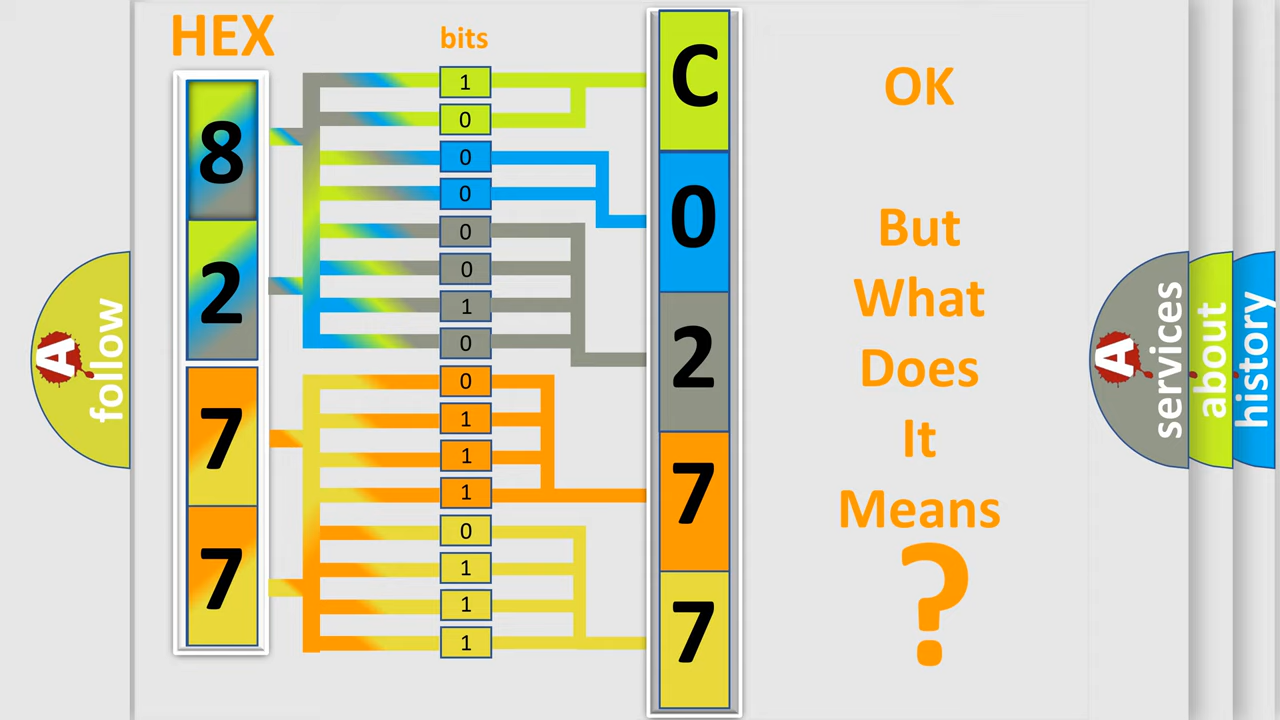 HEX
bits
8
2
7
7
1
0
0
0
0
0
1
0
0
1
1
1
0
1
1
1
C
0
2
7
7
OK
But
What
Does
It
Means
?
A
follow
A
services
about
history